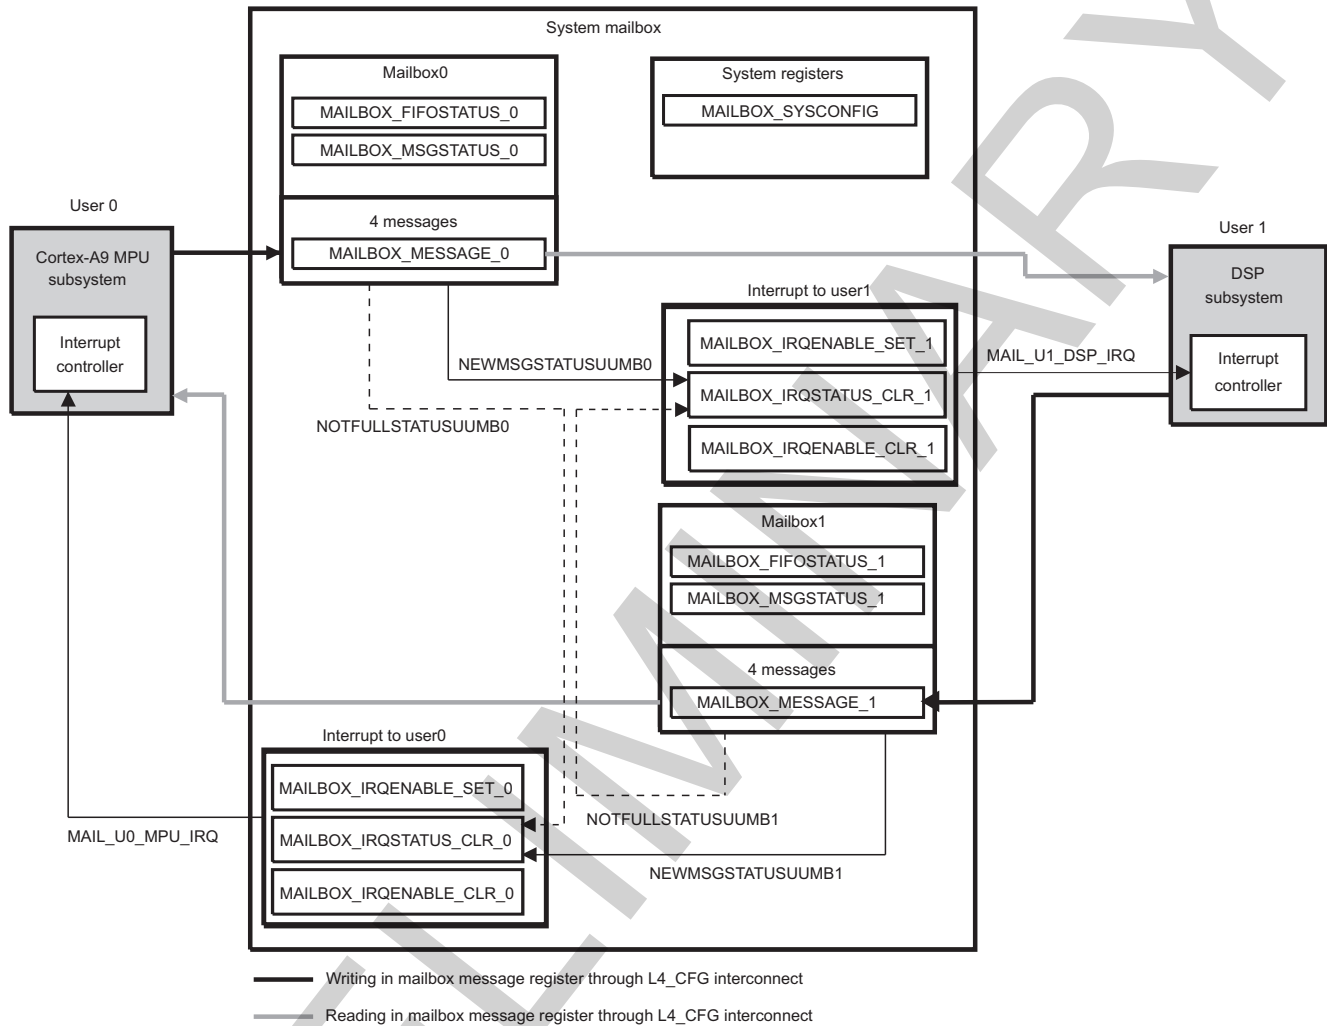 System mailbox
Mailbox0
MAILBOX_FIFOSTATUS_0
MAILBOX_MSGSTATUS_0
4 messages
MAILBOX_MESSAGE_0
System registers
MAILBOX_SYSCONFIG
User 0
Cortex-A9 MPU
subsystem
Interrupt
controller
User 1
DSP
subsystem
Interrupt
controller
Interrupt to user1
MAILBOX_IRQENABLE_SET_1
MAILBOX_IRQSTATUS_CLR_1
MAILBOX_IRQENABLE_CLR_1
NEWMSGSTATUSUUMB0
MAIL_U1_DSP_IRQ
NOTFULLSTATUSUUMB0
Mailbox1
MAILBOX_FIFOSTATUS_1
MAILBOX_MSGSTATUS_1
4 messages
MAILBOX_MESSAGE_1
Interrupt to user0
MAILBOX_IRQENABLE_SET_0
MAILBOX_IRQSTATUS_CLR_0
MAILBOX_IRQENABLE_CLR_0
MAIL_U0_MPU_IRQ
NOTFULLSTATUSUUMB1
NEWMSGSTATUSUUMB1
Writing in mailbox message register through L4_CFG interconnect
Reading in mailbox message register through L4_CFG interconnect